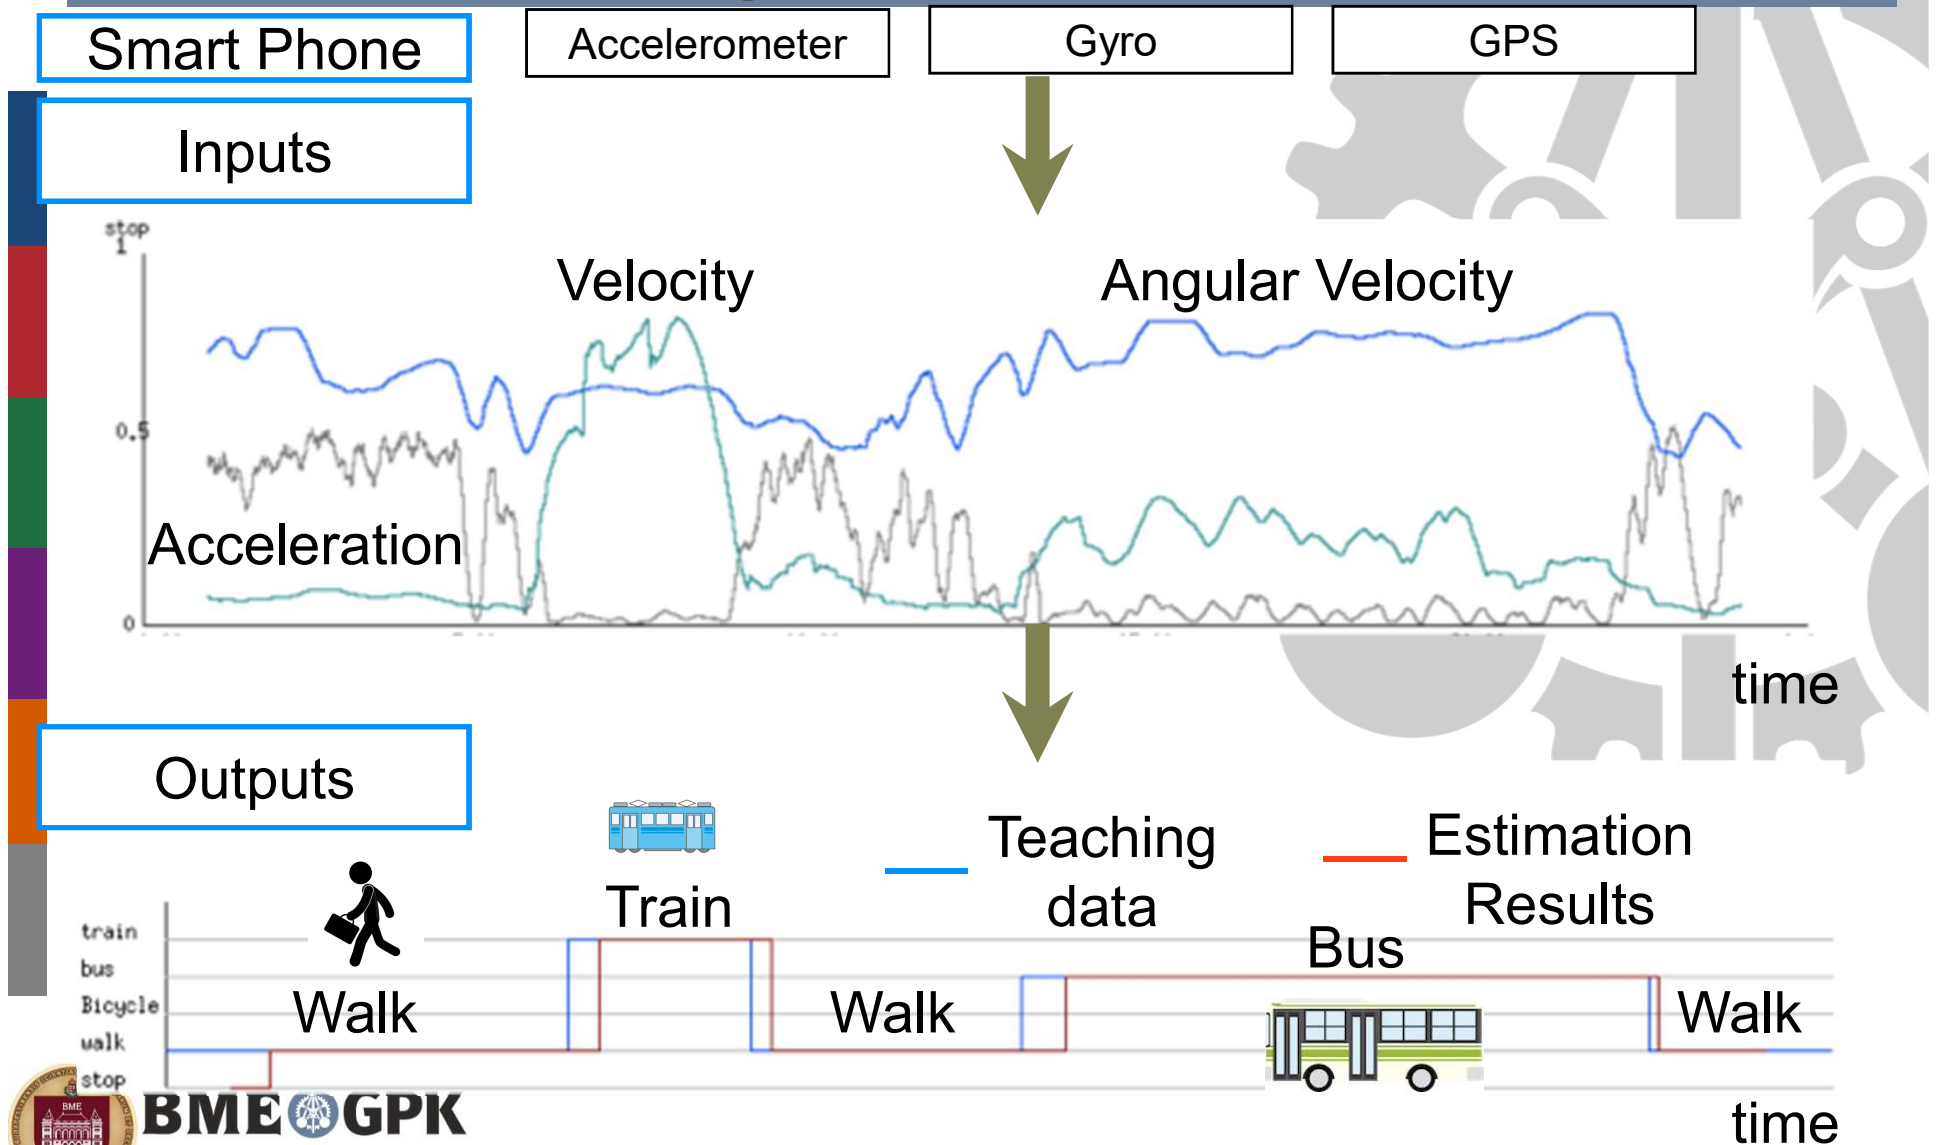 Smart Phone
Accelerometer
Gyro
GPS
Inputs
stop
1
Velocity
Angular Velocity
0.5
Acceleration
0
time
Outputs
Teaching
data
Estimation
Results
Train
train
Bus
bus
Bicycle
Walk
Walk
Walk
walk
stop
BME
BME GPK
time